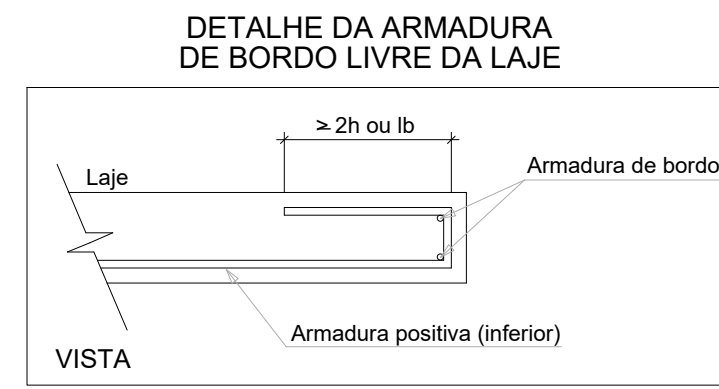 DETALHE DA ARMADURA
DE BORDO LIVRE DA LAJE
≥ 2h ou lb
Laje
Armadura de bordo
Armadura positiva (inferior)
VISTA